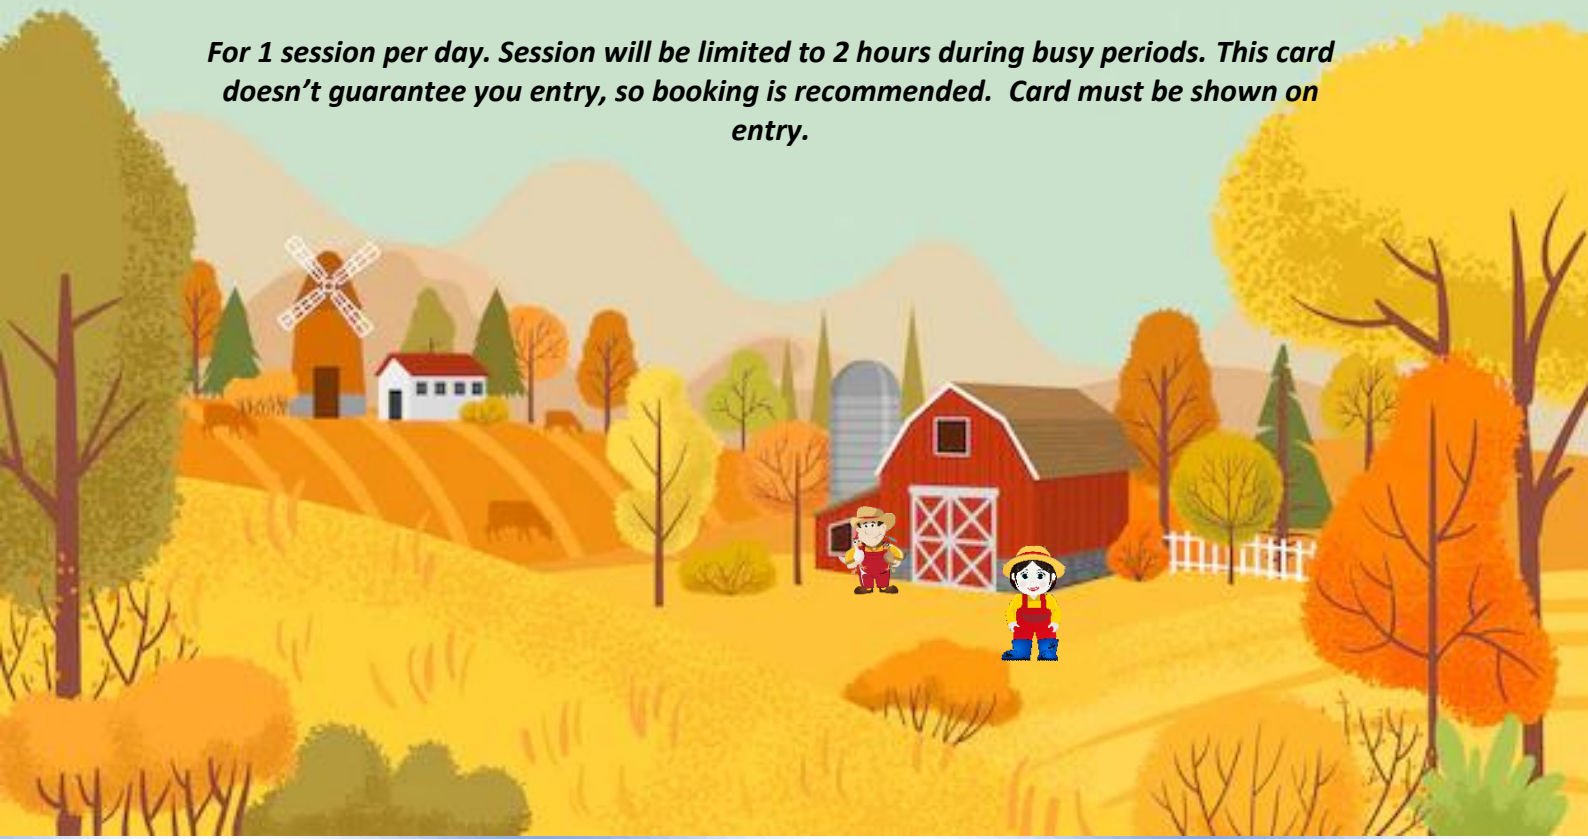 For 1 session per day. Session will be limited to 2 hours during busy periods. This card
doesn’t guarantee you entry, so booking is recommended.  Card must be shown on
entry.